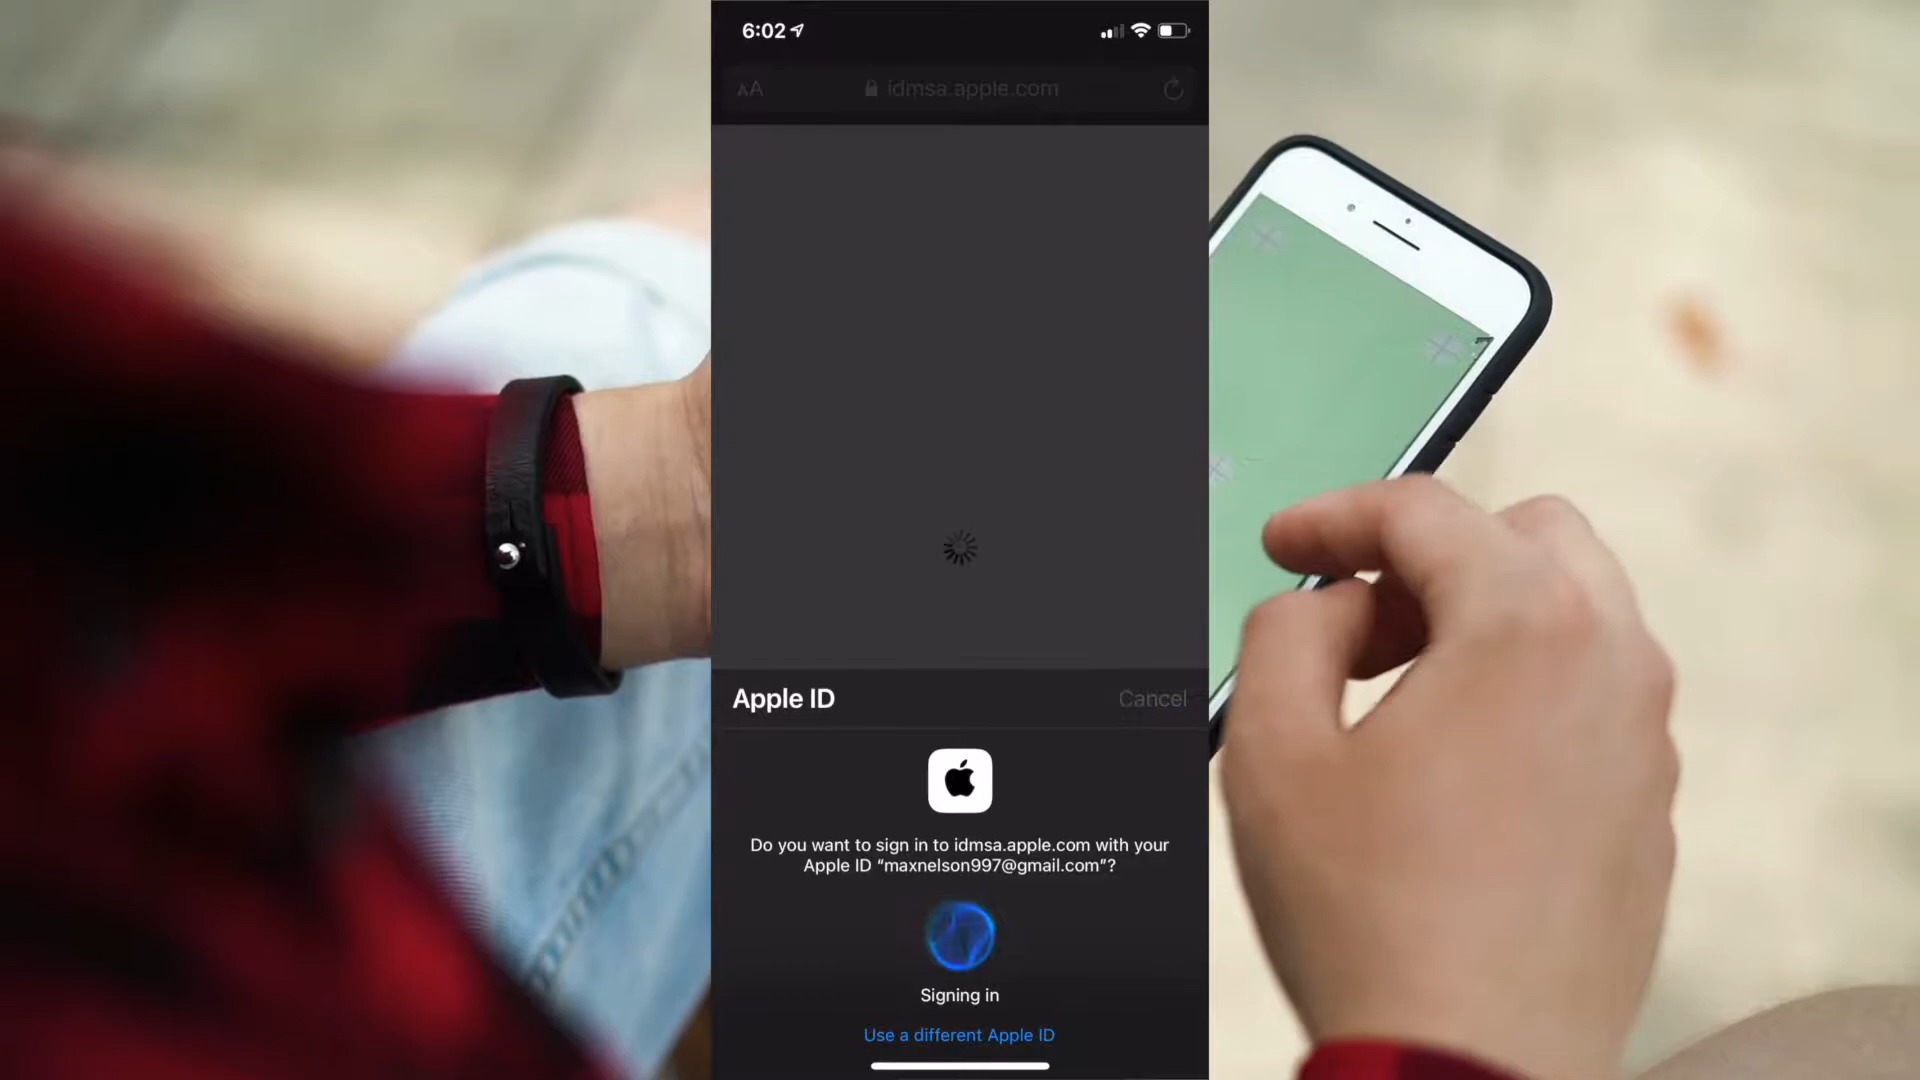 6:02
AA idmsa.apple.com
Apple ID Cancel
Do you want to sign in to idmsa.apple.com with your
Apple ID “maxnelson997@gmail.com”?
Signing in
Use a different Apple ID